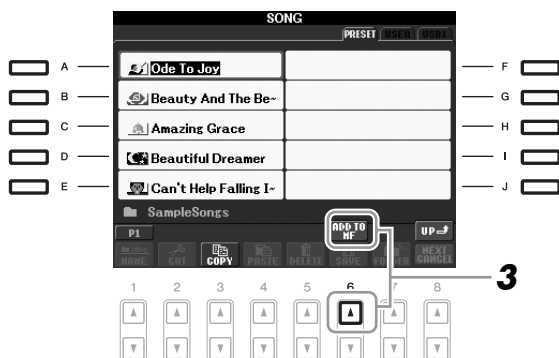 SONG
PRESET USER USB1
A Ode To Joy F
B Beauty And The Be~ G
C Amazing Grace H
D Beautiful Dreamer I
E Can't Help Falling I~ J
SampleSongs
P1 ADD TO MF UP
NAME CUT COPY PASTE DELETE SAVE FOLDER NEXT CANCEL
3
1 2 3 4 5 6 7 8